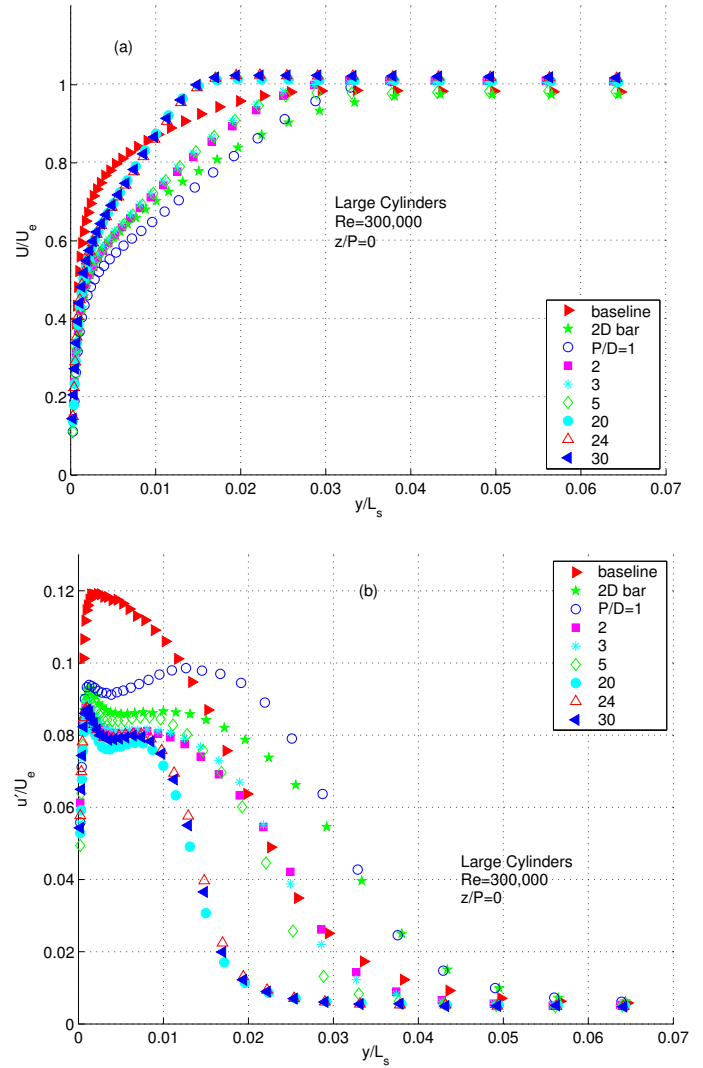 (a)
U/Uₑ
1
0.8
0.6
0.4
0.2
0
Large Cylinders
Re=300,000
z/P=0
baseline
2D bar
P/D=1
2
3
5
20
24
30
0 0.01 0.02 0.03 0.04 0.05 0.06 0.07
y/Lₛ
(b)
u'/Uₑ
0.12
0.1
0.08
0.06
0.04
0.02
0
baseline
2D bar
P/D=1
2
3
5
20
24
30
Large Cylinders
Re=300,000
z/P=0
0 0.01 0.02 0.03 0.04 0.05 0.06 0.07
y/Lₛ